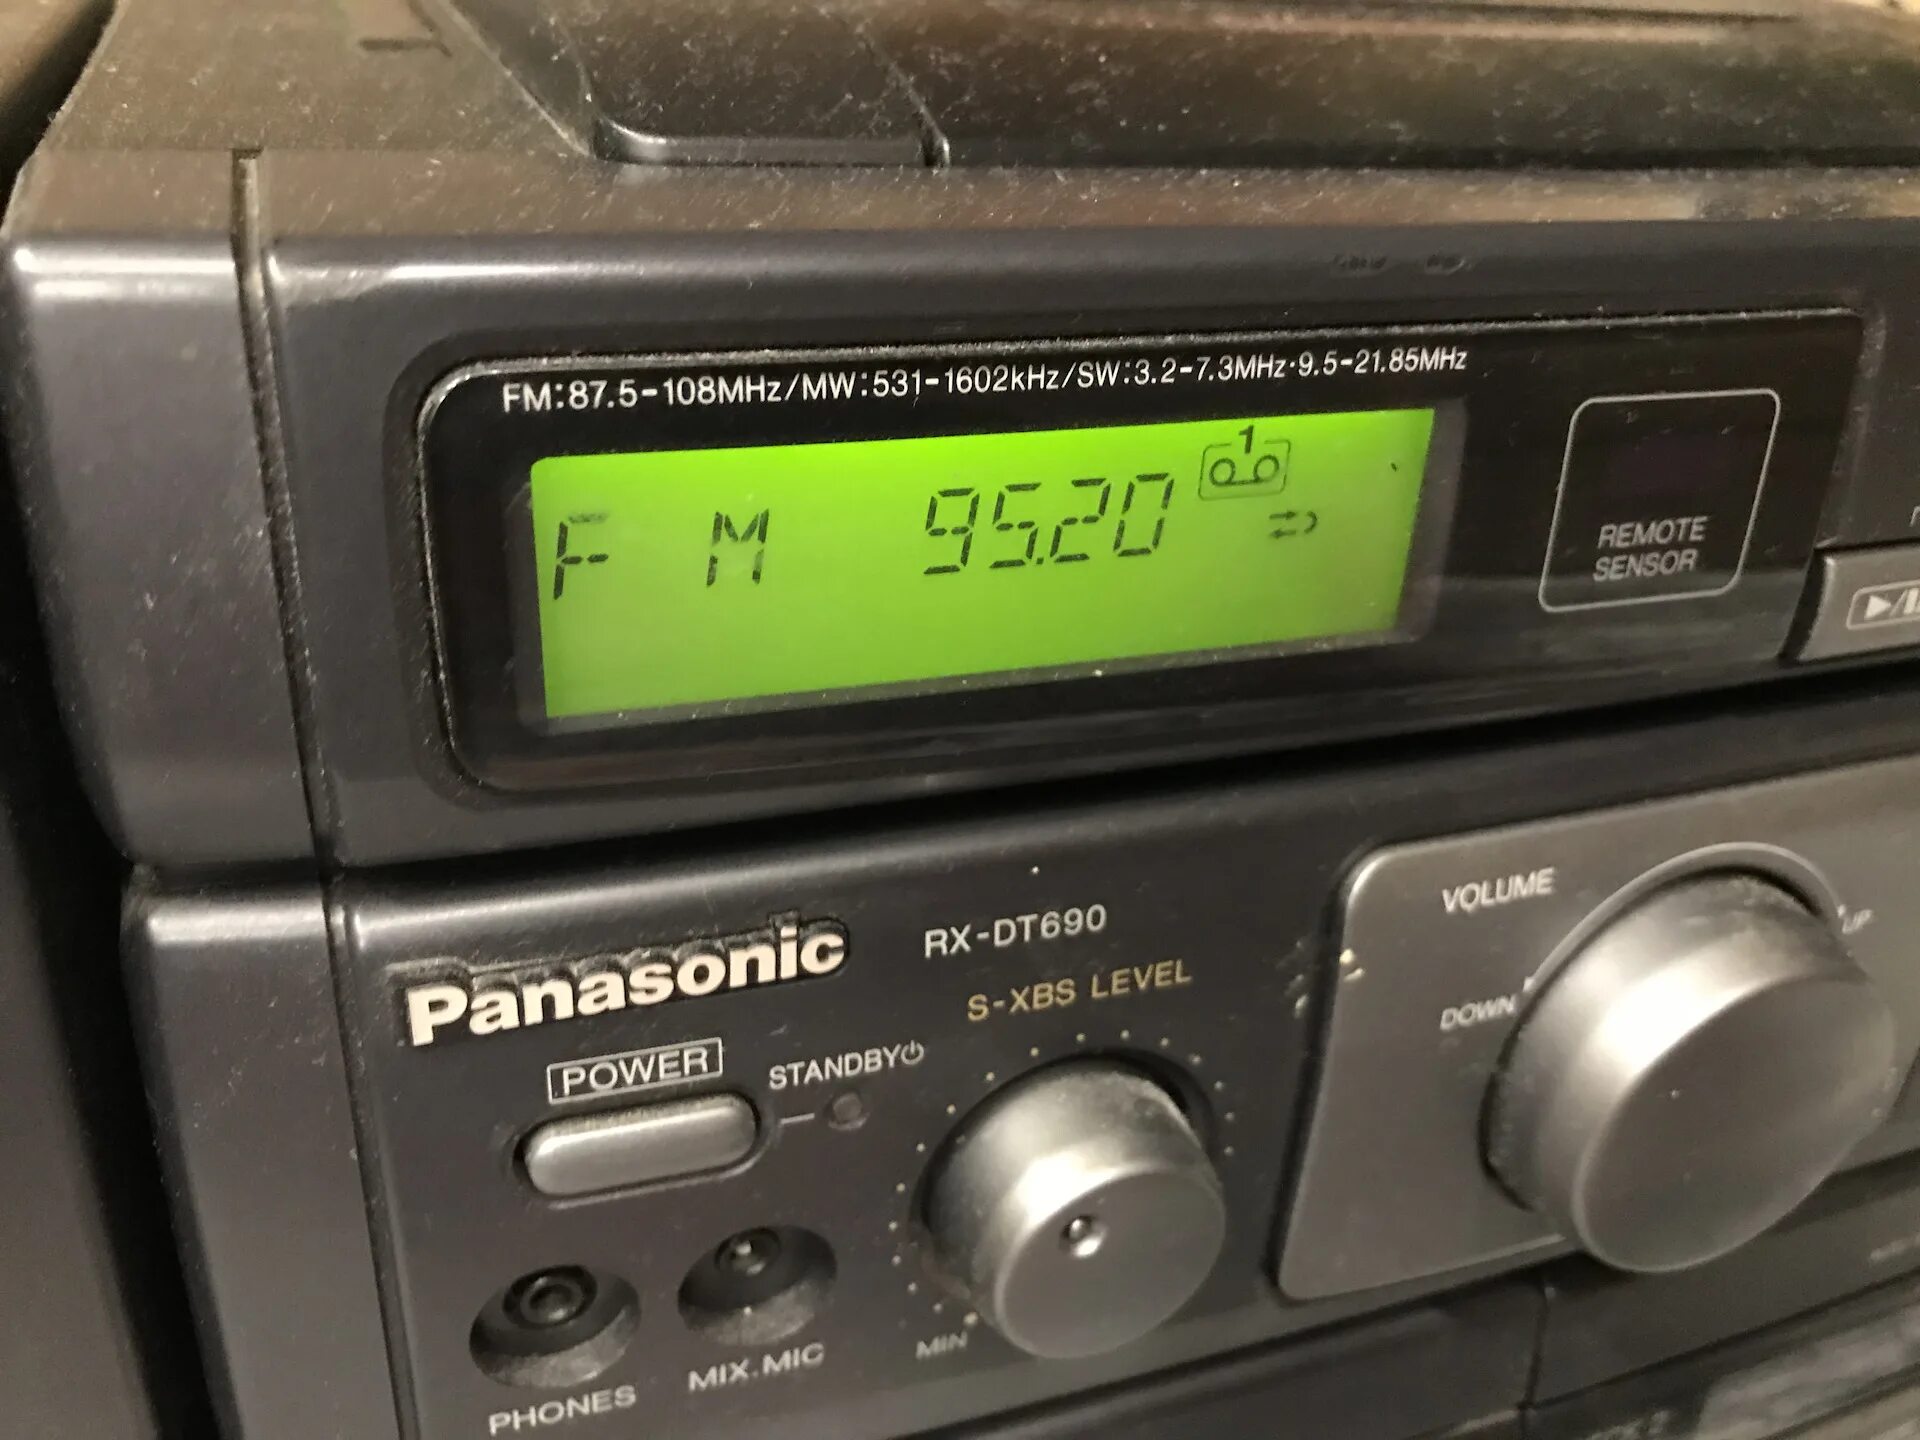 FM:87.5-108MHz/MW:531-1602kHz/SW:3.2-7.3MHz·9.5-21.85MHz
FM 95.20
1
REMOTE
SENSOR
Panasonic
RX-DT690
VOLUME
UP
DOWN
S-XBS LEVEL
POWER
STANDBY
MIN
PHONES
MIX.MIC